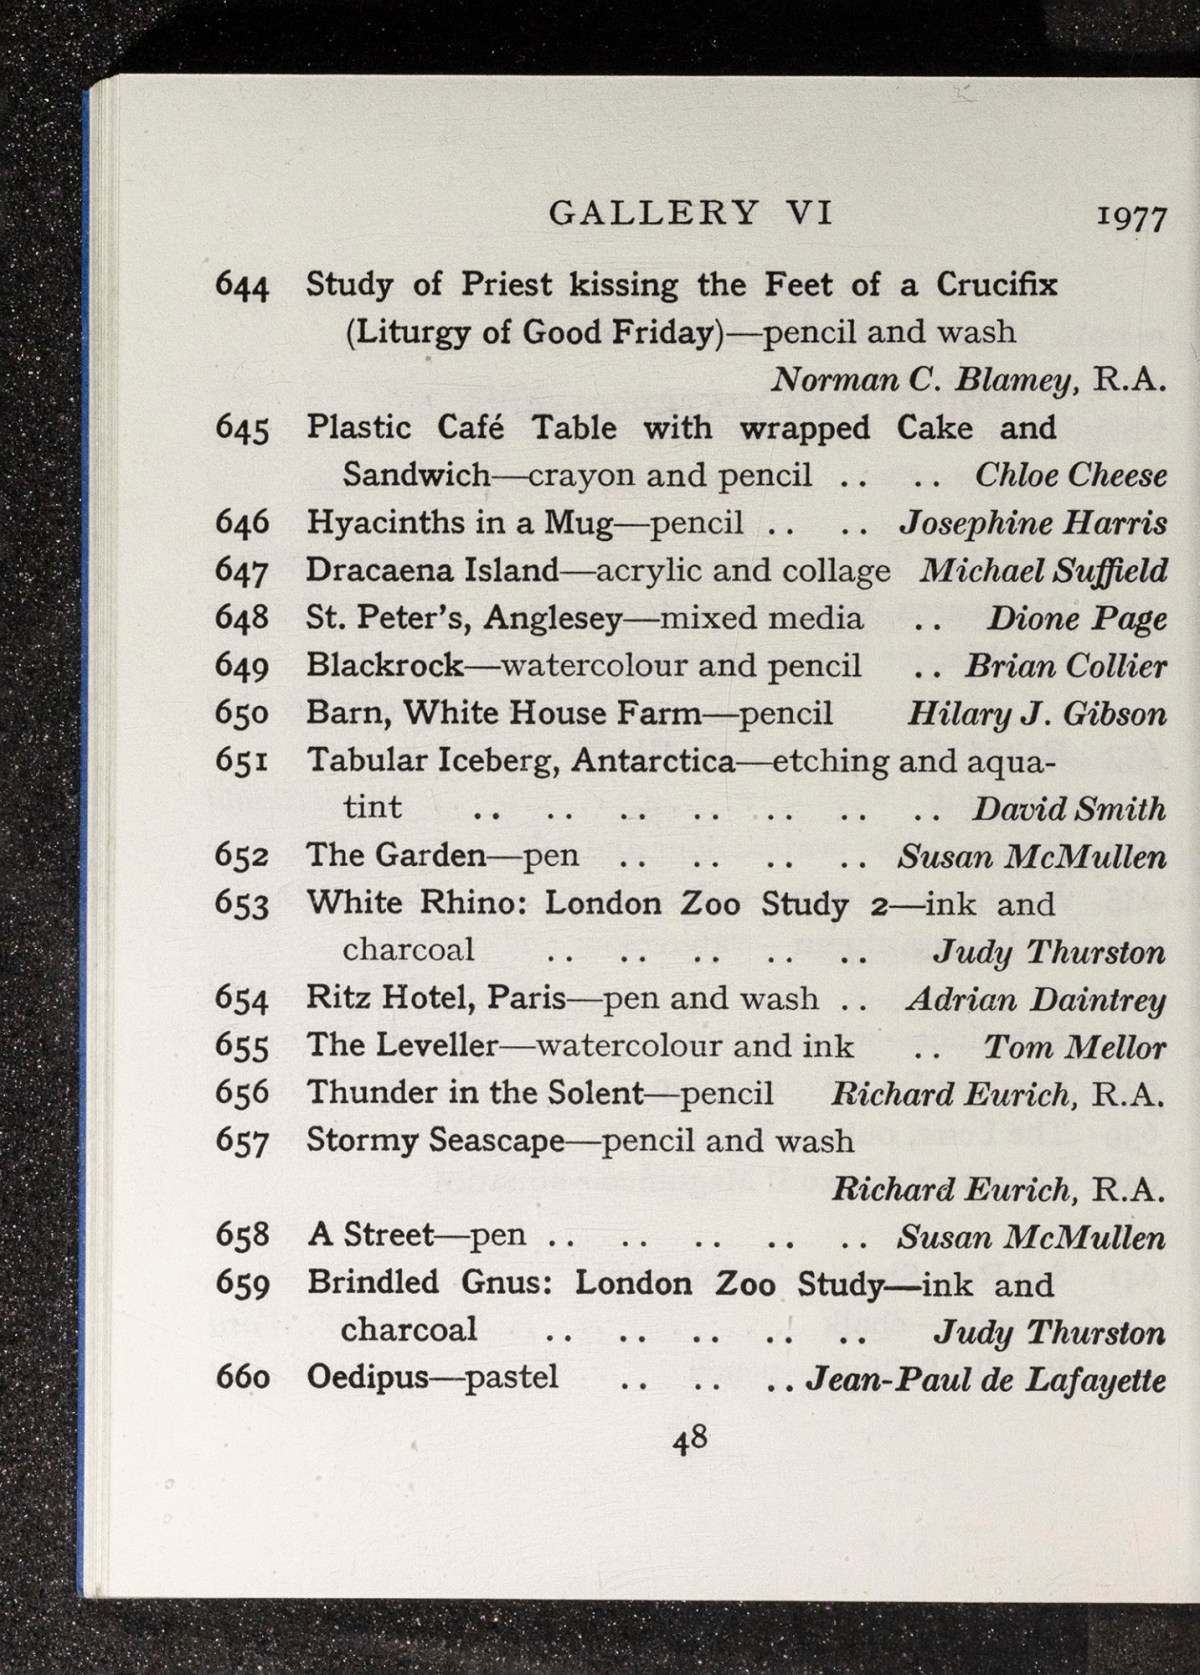 GALLERY VI 1977
644 Study of Priest kissing the Feet of a Crucifix
(Liturgy of Good Friday)—pencil and wash
Norman C. Blamey, R.A.
645 Plastic Café Table with wrapped Cake and
Sandwich—crayon and pencil .. .. Chloe Cheese
646 Hyacinths in a Mug—pencil .. .. Josephine Harris
647 Dracaena Island—acrylic and collage Michael Suffield
648 St. Peter's, Anglesey—mixed media .. Dione Page
649 Blackrock—watercolour and pencil .. Brian Collier
650 Barn, White House Farm—pencil Hilary J. Gibson
651 Tabular Iceberg, Antarctica—etching and aqua-
tint .. .. .. .. .. .. .. David Smith
652 The Garden—pen .. .. .. .. Susan McMullen
653 White Rhino: London Zoo Study 2—ink and
charcoal .. .. .. .. .. Judy Thurston
654 Ritz Hotel, Paris—pen and wash .. Adrian Daintrey
655 The Leveller—watercolour and ink .. Tom Mellor
656 Thunder in the Solent—pencil Richard Eurich, R.A.
657 Stormy Seascape—pencil and wash
Richard Eurich, R.A.
658 A Street—pen .. .. .. .. .. Susan McMullen
659 Brindled Gnus: London Zoo Study—ink and
charcoal .. .. .. .. .. Judy Thurston
660 Oedipus—pastel .. .. .. Jean-Paul de Lafayette
48